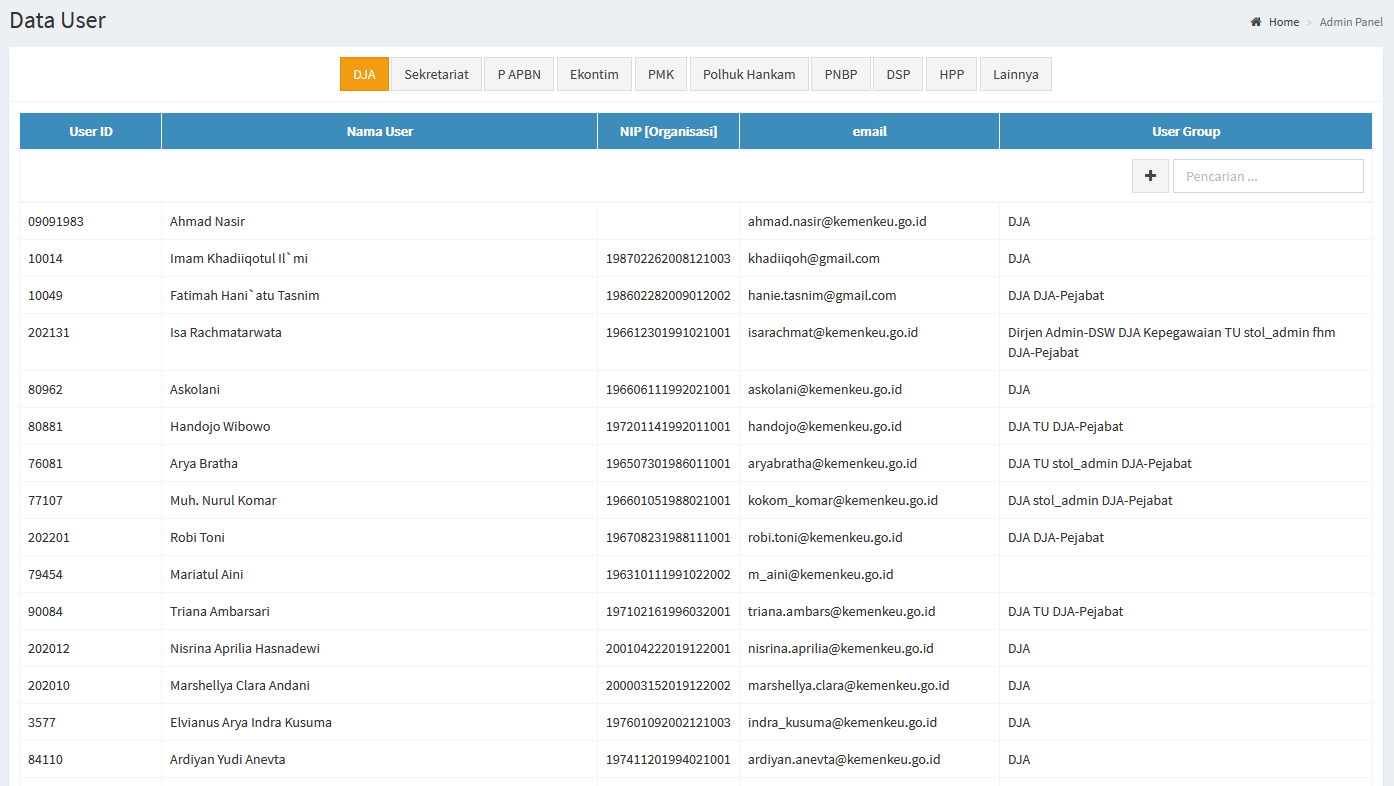 Data User
Home > Admin Panel
DJA Sekretariat P APBN Ekontim PMK Polhuk Hankam PNBP DSP HPP Lainnya
User ID Nama User NIP [Organisasi] email User Group
Pencarian ...
09091983 Ahmad Nasir ahmad.nasir@kemenkeu.go.id DJA
10014 Imam Khadiiqotul Il`mi 198702262008121003 khadiiqoh@gmail.com DJA
10049 Fatimah Hani`atu Tasnim 198602282009012002 hanie.tasnim@gmail.com DJA DJA-Pejabat
202131 Isa Rachmatarwata 196612301991021001 isarachmat@kemenkeu.go.id Dirjen Admin-DSW DJA Kepegawaian TU stol_admin fhm
DJA-Pejabat
80962 Askolani 196606111992021001 askolani@kemenkeu.go.id DJA
80881 Handojo Wibowo 197201141992011001 handojo@kemenkeu.go.id DJA TU DJA-Pejabat
76081 Arya Bratha 196507301986011001 aryabratha@kemenkeu.go.id DJA TU stol_admin DJA-Pejabat
77107 Muh. Nurul Komar 196601051988021001 kokom_komar@kemenkeu.go.id DJA stol_admin DJA-Pejabat
202201 Robi Toni 196708231988111001 robi.toni@kemenkeu.go.id DJA DJA-Pejabat
79454 Mariatul Aini 196310111991022002 m_aini@kemenkeu.go.id
90084 Triana Ambarsari 197102161996032001 triana.ambars@kemenkeu.go.id DJA TU DJA-Pejabat
202012 Nisrina Aprilia Hasnadewi 200104222019122001 nisrina.aprilia@kemenkeu.go.id DJA
202010 Marshellya Clara Andani 200003152019122002 marshellya.clara@kemenkeu.go.id DJA
3577 Elvianus Arya Indra Kusuma 197601092002121003 indra_kusuma@kemenkeu.go.id DJA
84110 Ardiyan Yudi Anevta 197411201994021001 ardiyan.anevta@kemenkeu.go.id DJA